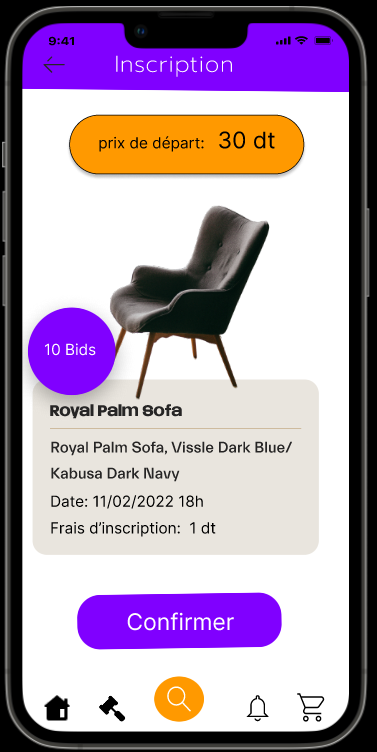 9:41
Inscription
prix de départ: 30 dt
10 Bids
Royal Palm Sofa
Royal Palm Sofa, Vissle Dark Blue/
Kabusa Dark Navy
Date: 11/02/2022 18h
Frais d'inscription: 1 dt
Confirmer